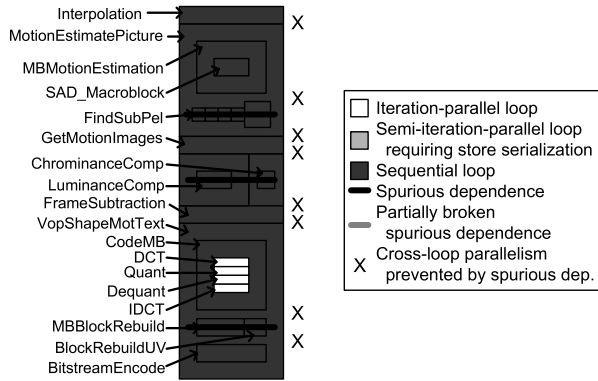 Interpolation
X
MotionEstimatePicture
MBMotionEstimation
SAD_Macroblock
X
FindSubPel
X
GetMotionImages
X
ChrominanceComp
LuminanceComp
FrameSubtraction
X
VopShapeMotText
X
CodeMB
DCT
Quant
Dequant
IDCT
X
MBBlockRebuild
X
BlockRebuildUV
BitstreamEncode
Iteration-parallel loop
Semi-iteration-parallel loop
requiring store serialization
Sequential loop
Spurious dependence
Partially broken
spurious dependence
X Cross-loop parallelism
prevented by spurious dep.